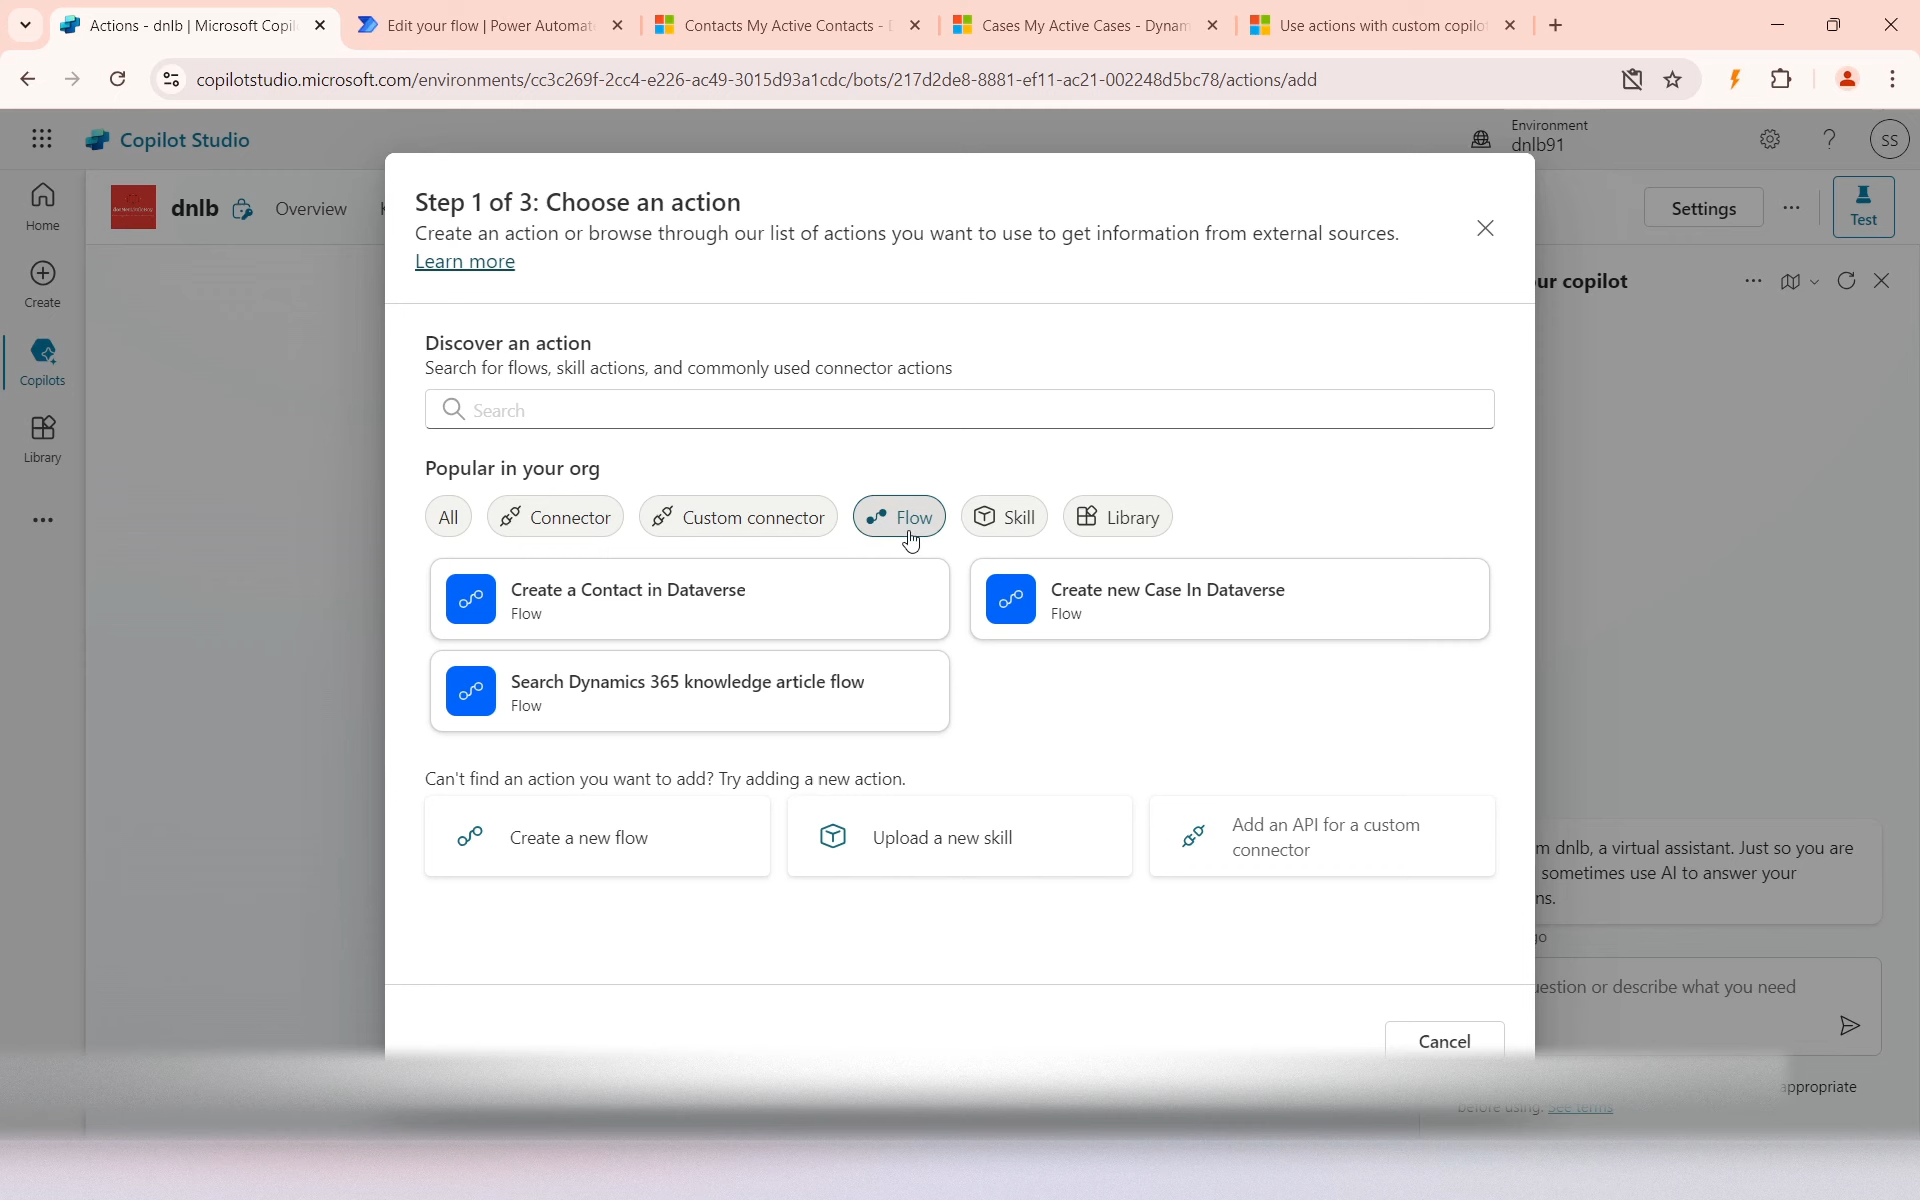 Actions - dnlb | Microsoft Copil
Edit your flow | Power Automate
Contacts My Active Contacts -
Cases My Active Cases - Dynam
Use actions with custom copilot
copilotstudio.microsoft.com/environments/cc3c269f-2cc4-e226-ac49-3015d93a1cdc/bots/217d2de8-8881-ef11-ac21-002248d5bc78/actions/add
Copilot Studio
Environment
dnlb91
SS
Home
Create
Copilots
Library
dnlb
Overview
Settings
Test
Step 1 of 3: Choose an action
Create an action or browse through our list of actions you want to use to get information from external sources.
Learn more
ur copilot
Discover an action
Search for flows, skill actions, and commonly used connector actions
Search
Popular in your org
All
Connector
Custom connector
Flow
Skill
Library
Create a Contact in Dataverse
Flow
Create new Case In Dataverse
Flow
Search Dynamics 365 knowledge article flow
Flow
Can't find an action you want to add? Try adding a new action.
Create a new flow
Upload a new skill
Add an API for a custom
connector
m dnlb, a virtual assistant. Just so you are
sometimes use AI to answer your
ns.
Cancel
estion or describe what you need
appropriate
before using. See terms